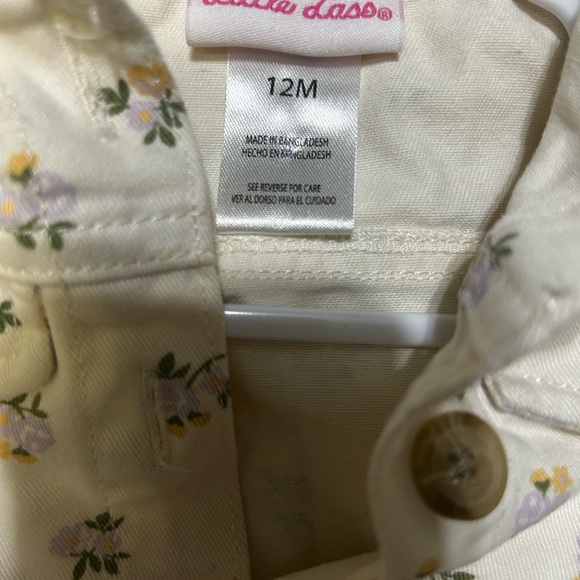 Little Lass®
12M
MADE IN BANGLADESH
HECHO EN BANGLADESH
SEE REVERSE FOR CARE
VER AL DORSO PARA EL CUIDADO